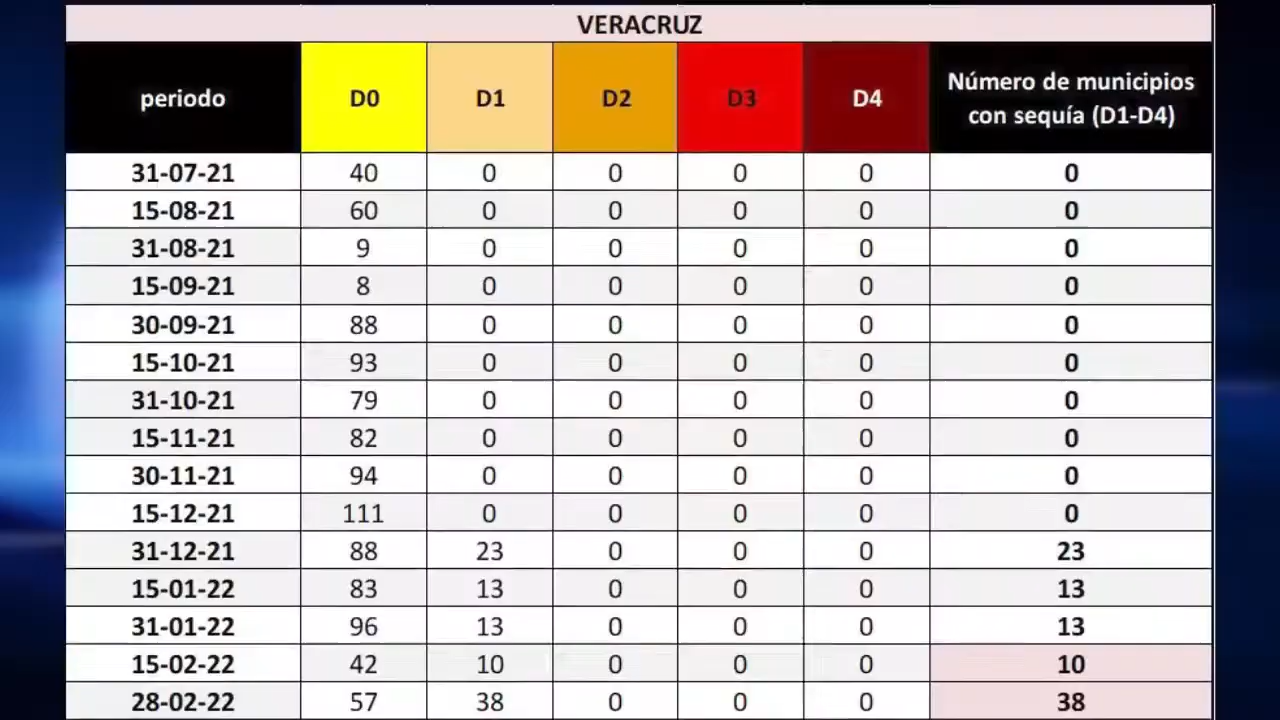 VERACRUZ
periodo D0 D1 D2 D3 D4 Número de municipios
con sequía (D1-D4)
31-07-21 40 0 0 0 0 0
15-08-21 60 0 0 0 0 0
31-08-21 9 0 0 0 0 0
15-09-21 8 0 0 0 0 0
30-09-21 88 0 0 0 0 0
15-10-21 93 0 0 0 0 0
31-10-21 79 0 0 0 0 0
15-11-21 82 0 0 0 0 0
30-11-21 94 0 0 0 0 0
15-12-21 111 0 0 0 0 0
31-12-21 88 23 0 0 0 23
15-01-22 83 13 0 0 0 13
31-01-22 96 13 0 0 0 13
15-02-22 42 10 0 0 0 10
28-02-22 57 38 0 0 0 38